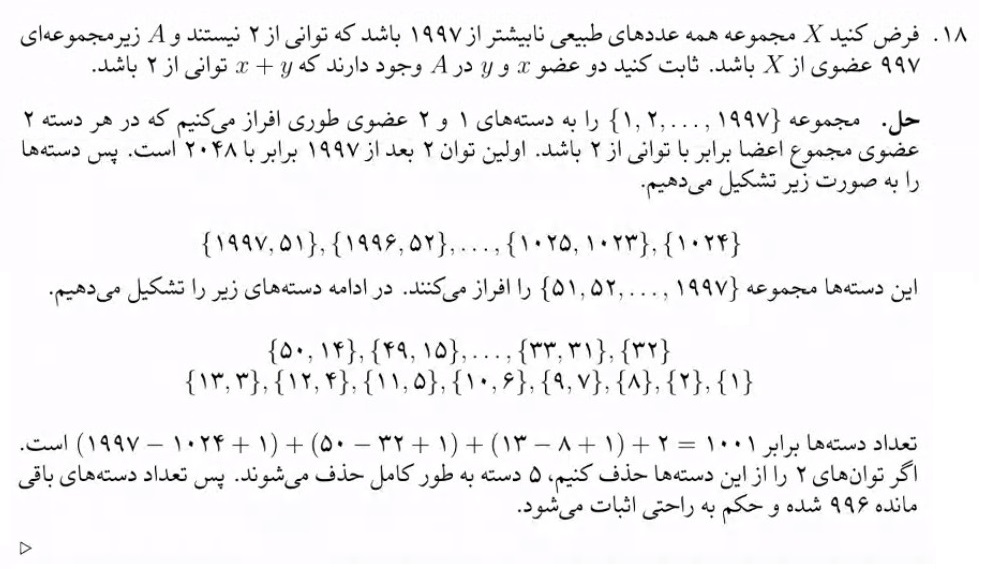 ۱۸. فرض کنید X مجموعه همه عددهای طبیعی نابیشتر از ۱۹۹۷ باشد که توانی از ۲ نیستند و A زیرمجموعه‌ای
۹۹۷ عضوی از X باشد. ثابت کنید دو عضو x و y در A وجود دارند که x + y توانی از ۲ باشد.
حل. مجموعه {۱, ۲, . . . , ۱۹۹۷} را به دسته‌های ۱ و ۲ عضوی طوری افراز می‌کنیم که در هر دسته ۲
عضوی مجموع اعضا برابر با توانی از ۲ باشد. اولین توان ۲ بعد از ۱۹۹۷ برابر با ۲۰۴۸ است. پس دسته‌ها
را به صورت زیر تشکیل می‌دهیم.
{۱۹۹۷, ۵۱}, {۱۹۹۶, ۵۲}, . . . , {۱۰۲۵, ۱۰۲۳}, {۱۰۲۴}
این دسته‌ها مجموعه {۵۱, ۵۲, . . . , ۱۹۹۷} را افراز می‌کنند. در ادامه دسته‌های زیر را تشکیل می‌دهیم.
{۵۰, ۱۴}, {۴۹, ۱۵}, . . . , {۳۳, ۳۱}, {۳۲}
{۱۳, ۳}, {۱۲, ۴}, {۱۱, ۵}, {۱۰, ۶}, {۹, ۷}, {۸}, {۲}, {۱}
تعداد دسته‌ها برابر (۱۹۹۷ − ۱۰۲۴ + ۱) + (۵۰ − ۳۲ + ۱) + (۱۳ − ۸ + ۱) + ۲ = ۱۰۰۱ است.
اگر توان‌های ۲ را از این دسته‌ها حذف کنیم، ۵ دسته به طور کامل حذف می‌شوند. پس تعداد دسته‌های باقی
مانده ۹۹۶ شده و حکم به راحتی اثبات می‌شود.